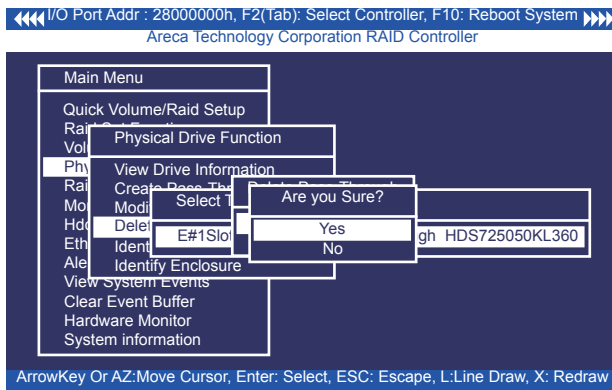 I/O Port Addr : 28000000h, F2(Tab): Select Controller, F10: Reboot System
Areca Technology Corporation RAID Controller
Main Menu
Quick Volume/Raid Setup
Physical Drive Function
View Drive Information
Select
Are you Sure?
E#1Slot
Yes
HDS725050KL360
No
Identify Enclosure
View System Events
Clear Event Buffer
Hardware Monitor
System information
ArrowKey Or AZ:Move Cursor, Enter: Select, ESC: Escape, L:Line Draw, X: Redraw